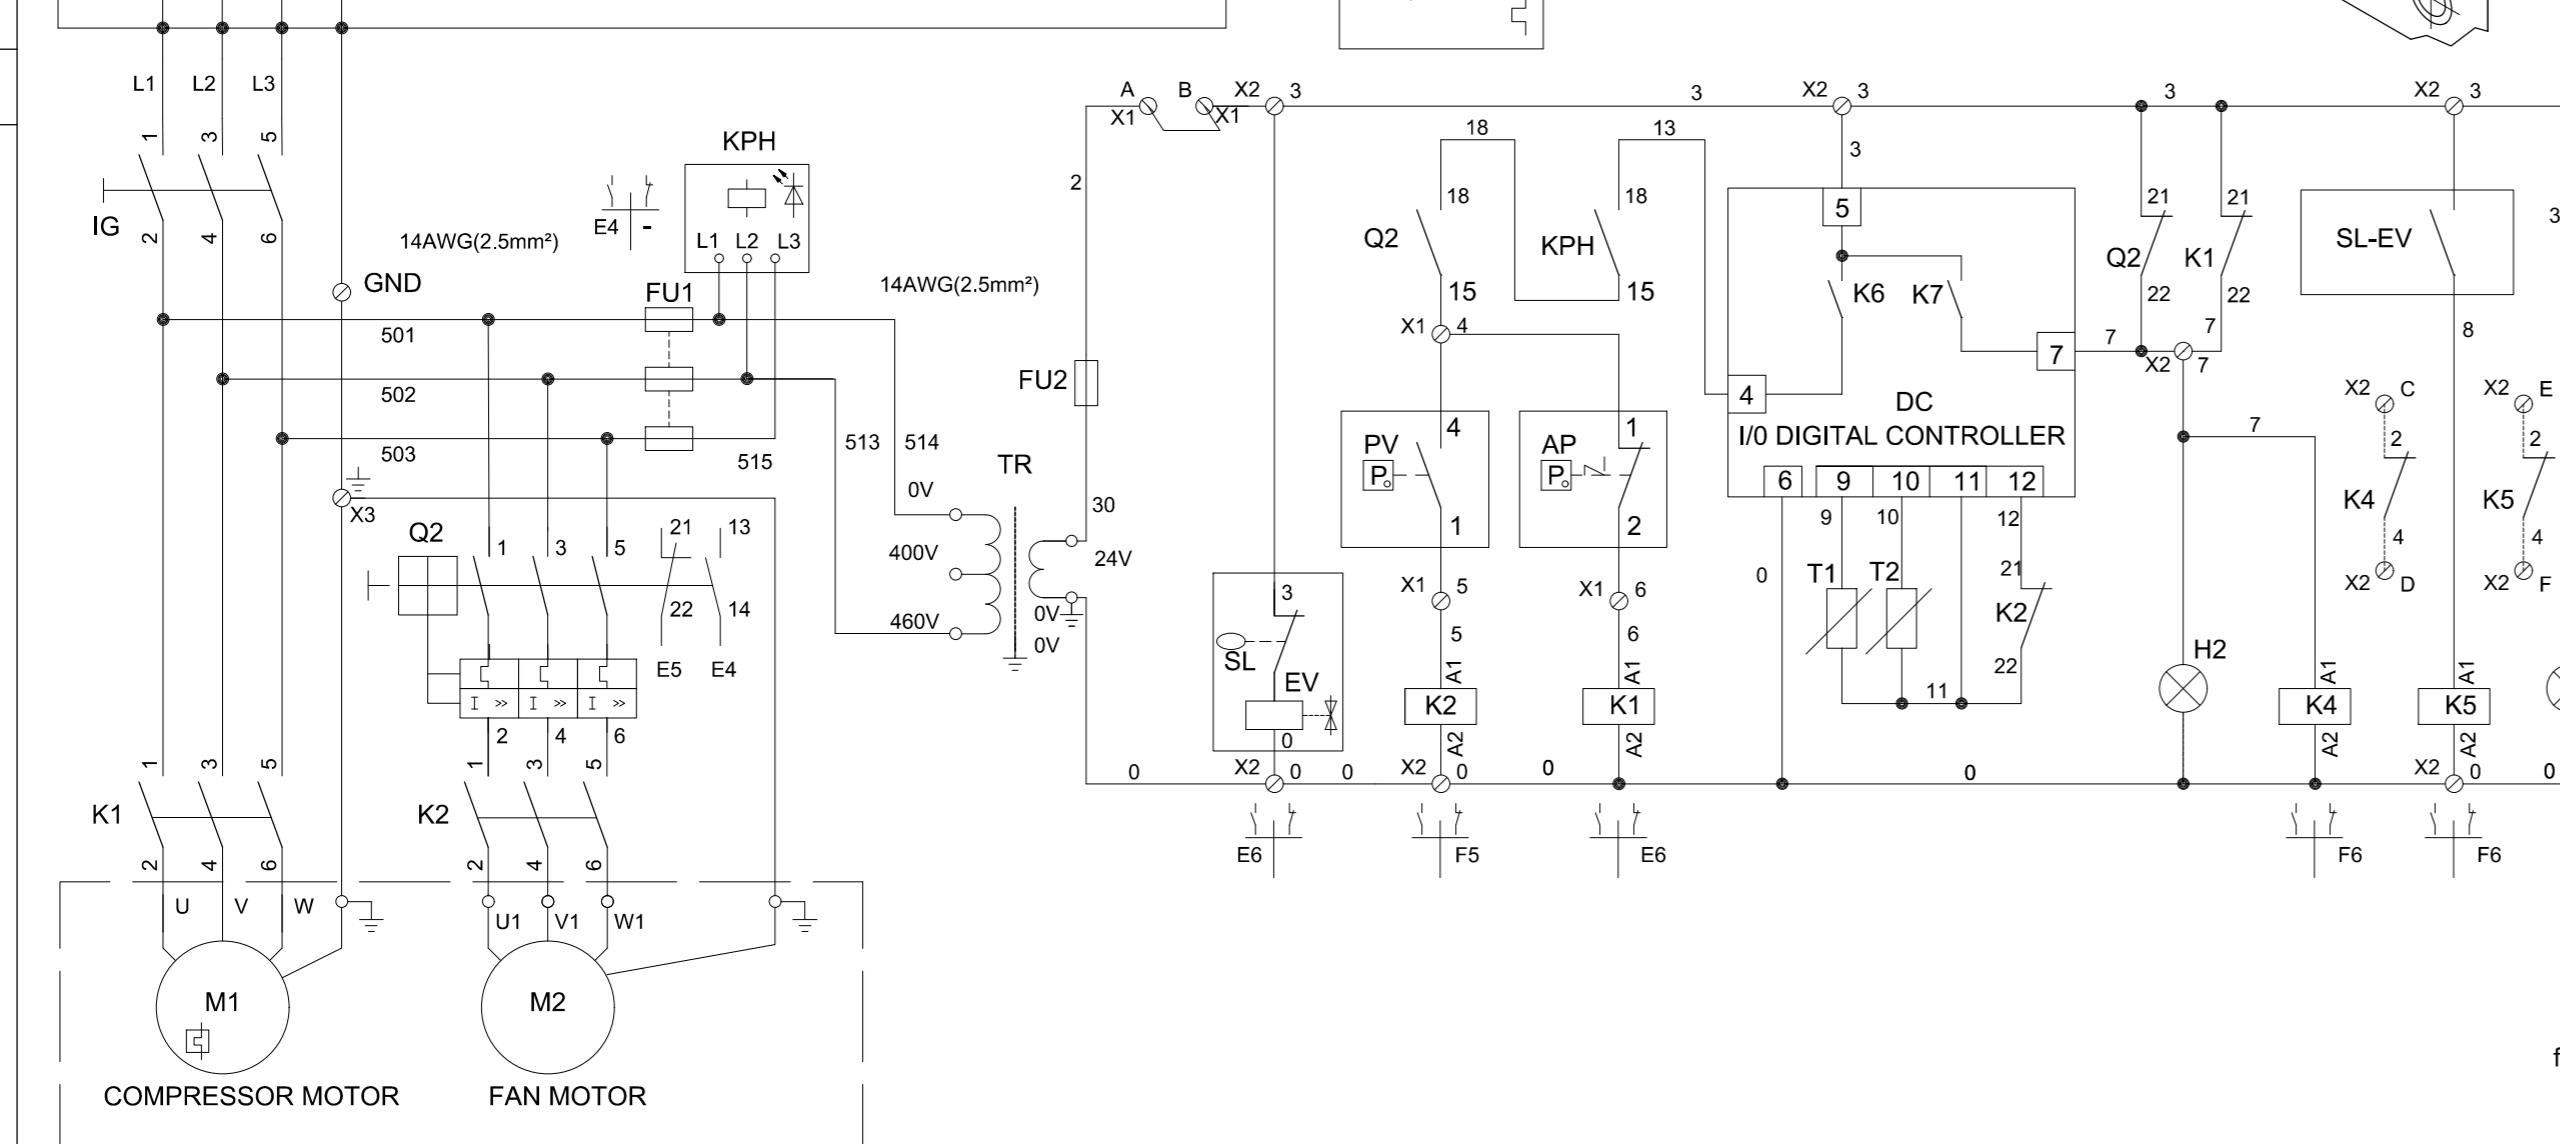 L1 L2 L3
1 3 5
IG
2 4 6
14AWG(2.5mm²)
E4 -
KPH
L1 L2 L3
GND
FU1
14AWG(2.5mm²)
501
502
503
513 514
515
X3
Q2
1 3 5
21 13
22 14
E5 E4
I >> I >> I >>
2 4 6
1 3 5
K1
2 4 6
1 3 5
K2
2 4 6
U V W
U1 V1 W1
M1
M2
COMPRESSOR MOTOR
FAN MOTOR
TR
0V
400V
460V
30
24V
0V
0V
FU2
2
A B X2 3
X1 X1
3
X2 3
3
X2 3
18
13
3
18
18
Q2
KPH
15
15
X1 4
5
K6 K7
7
4
DC
I/0 DIGITAL CONTROLLER
6 9 10 11 12
PV
4
P
1
AP
1
P
2
X1 5
X1 6
5
6
9 10 12
0
T1 T2
21
K2
22
11
3
SL
EV
0
A1
K2
A2
A1
K1
A2
0
X2 0 0
X2 0
0
0
X2 0
0
E6
F5
E6
F6
F6
21 21
Q2 K1
22 22
7
7
X2 7
7
H2
A1
K4
A2
SL-EV
3
8
X2 C
2
K4
4
X2 D
X2 E
2
K5
4
X2 F
A1
K5
A2
f